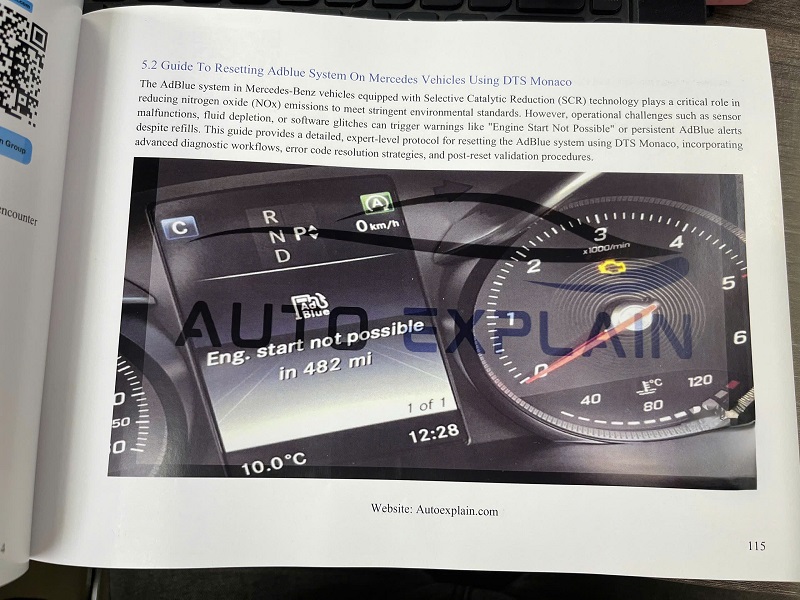 n Group
encounter
4
5.2 Guide To Resetting Adblue System On Mercedes Vehicles Using DTS Monaco
The AdBlue system in Mercedes-Benz vehicles equipped with Selective Catalytic Reduction (SCR) technology plays a critical role in
reducing nitrogen oxide (NOx) emissions to meet stringent environmental standards. However, operational challenges such as sensor
malfunctions, fluid depletion, or software glitches can trigger warnings like "Engine Start Not Possible" or persistent AdBlue alerts
despite refills. This guide provides a detailed, expert-level protocol for resetting the AdBlue system using DTS Monaco, incorporating
advanced diagnostic workflows, error code resolution strategies, and post-reset validation procedures.
C
R
N P
D
A
0 km/h
Ad
Blue
AUTO EXPLAIN
Eng. start not possible
in 482 mi
1 of 1
12:28
10.0°C
0
50
0
0
1
2
3
x1000/min
4
5
6
40
80
°C
120
Website: Autoexplain.com
115